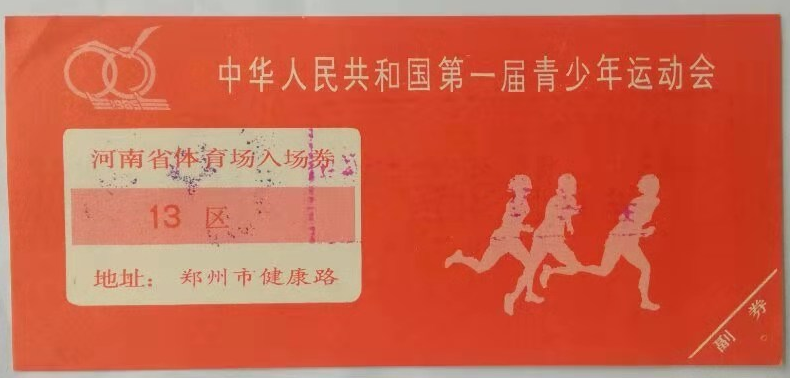 1985
中华人民共和国第一届青少年运动会
河南省体育场入场券
13 区
地址：郑州市健康路
副券